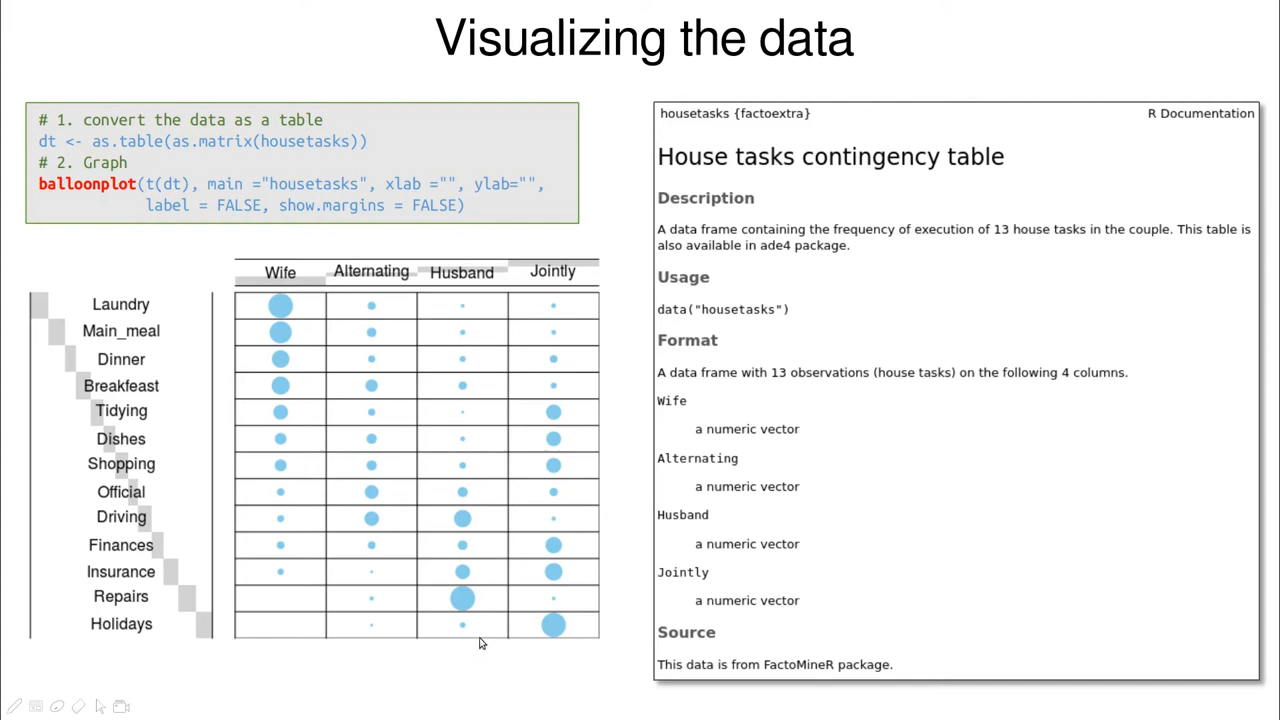 Visualizing the data
# 1. convert the data as a table
dt <- as.table(as.matrix(housetasks))
# 2. Graph
balloonplot(t(dt), main ="housetasks", xlab ="", ylab="",
label = FALSE, show.margins = FALSE)
Wife Alternating Husband Jointly
Laundry
Main_meal
Dinner
Breakfeast
Tidying
Dishes
Shopping
Official
Driving
Finances
Insurance
Repairs
Holidays
housetasks {factoextra} R Documentation
House tasks contingency table
Description
A data frame containing the frequency of execution of 13 house tasks in the couple. This table is
also available in ade4 package.
Usage
data("housetasks")
Format
A data frame with 13 observations (house tasks) on the following 4 columns.
Wife
a numeric vector
Alternating
a numeric vector
Husband
a numeric vector
Jointly
a numeric vector
Source
This data is from FactoMineR package.